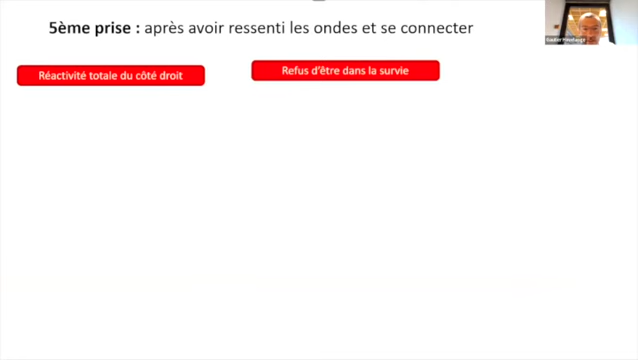 5ème prise : après avoir ressenti les ondes et se connecter
Réactivité totale du côté droit
Refus d'être dans la survie